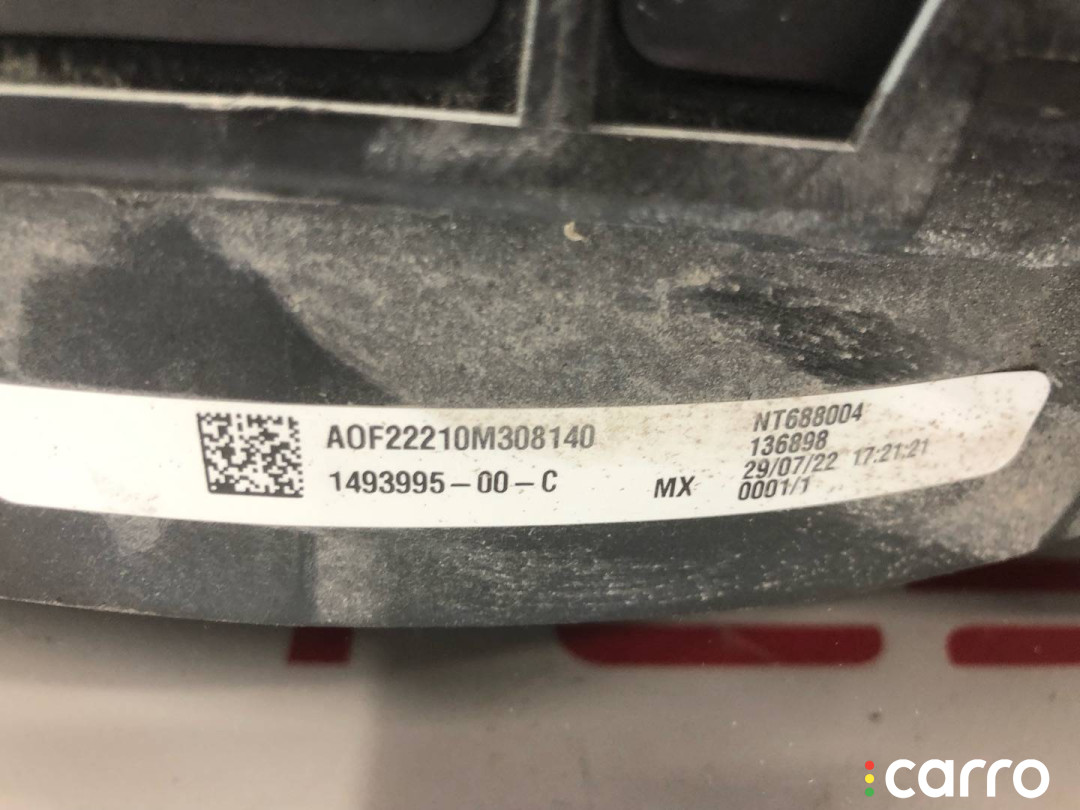 AOF22210M308140
1493995-00-C
MX
NT688004
136898
29/07/22 17:21:21
0001/1
carro